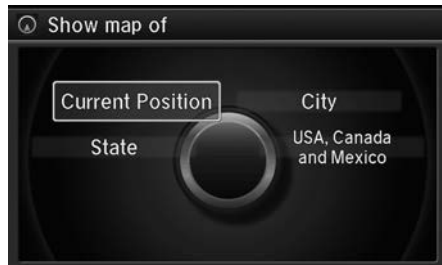 Show map of
Current Position
City
State
USA, Canada
and Mexico